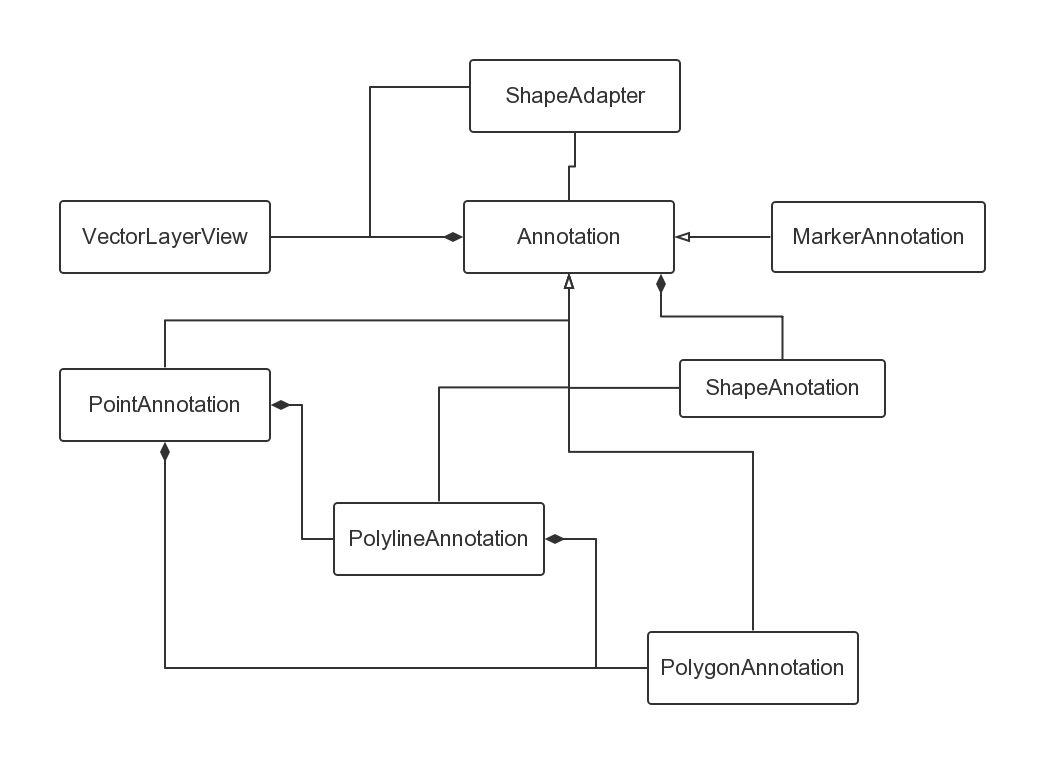 ShapeAdapter
VectorLayerView
Annotation
MarkerAnnotation
ShapeAnotation
PointAnnotation
PolylineAnnotation
PolygonAnnotation